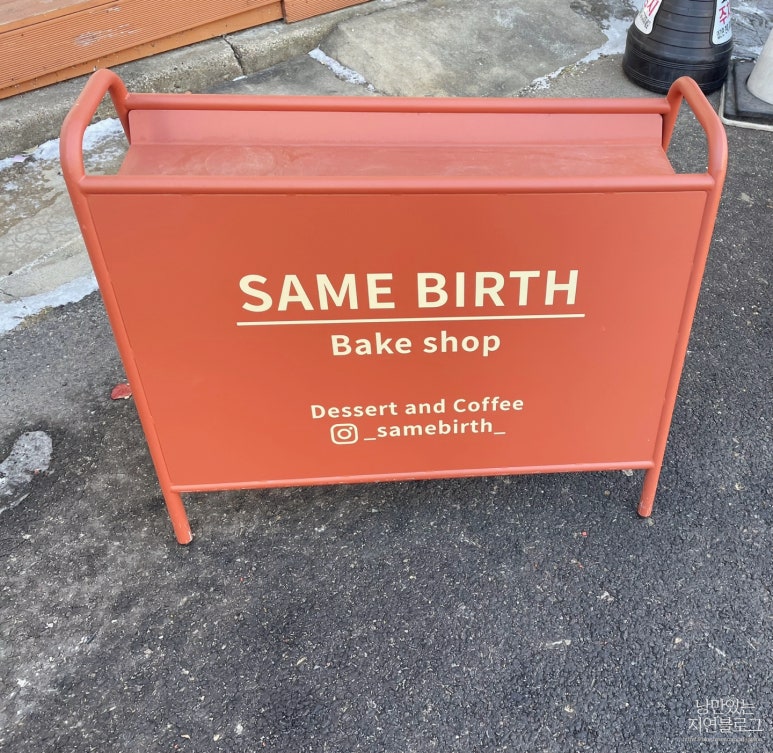 SAME BIRTH
Bake shop
Dessert and Coffee
_samebirth_
낭만있는
지연블로그